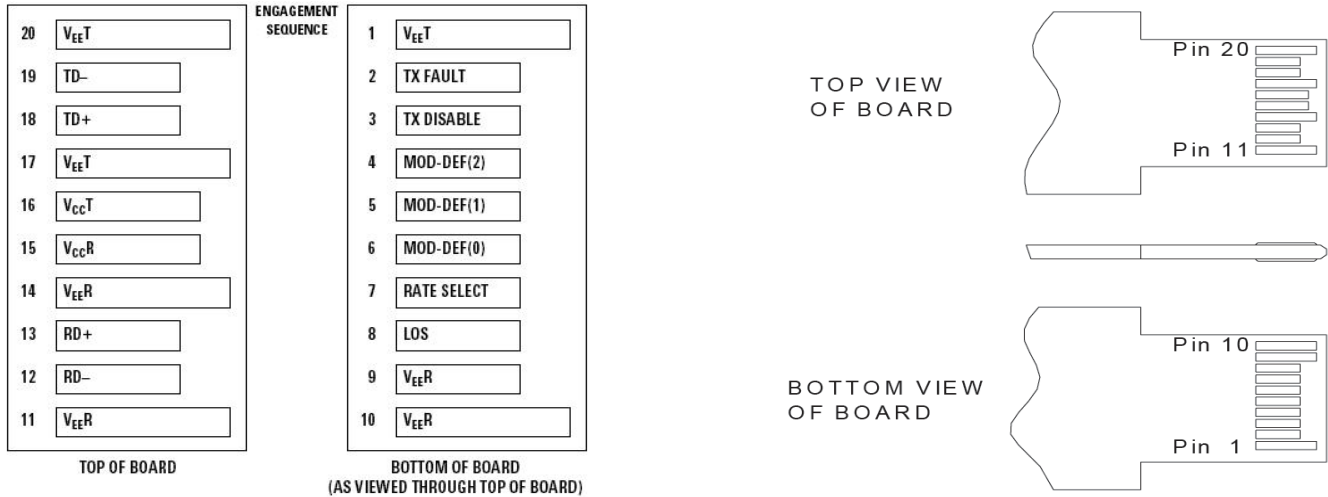 ENGAGEMENT
SEQUENCE
20 VEET
19 TD–
18 TD+
17 VEET
16 VCCT
15 VCCR
14 VEER
13 RD+
12 RD–
11 VEER
TOP OF BOARD
1 VEET
2 TX FAULT
3 TX DISABLE
4 MOD-DEF(2)
5 MOD-DEF(1)
6 MOD-DEF(0)
7 RATE SELECT
8 LOS
9 VEER
10 VEER
BOTTOM OF BOARD
(AS VIEWED THROUGH TOP OF BOARD)
TOP VIEW
OF BOARD
Pin 20
Pin 11
BOTTOM VIEW
OF BOARD
Pin 10
Pin 1